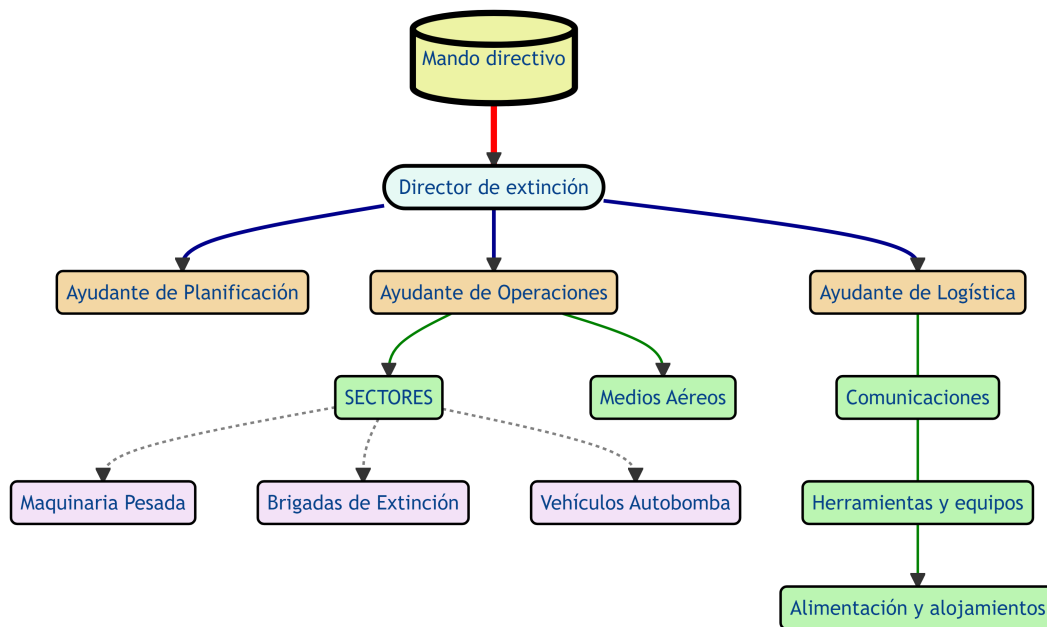 Mando directivo
Director de extinción
Ayudante de Planificación
Ayudante de Operaciones
Ayudante de Logística
SECTORES
Medios Aéreos
Comunicaciones
Maquinaria Pesada
Brigadas de Extinción
Vehículos Autobomba
Herramientas y equipos
Alimentación y alojamientos